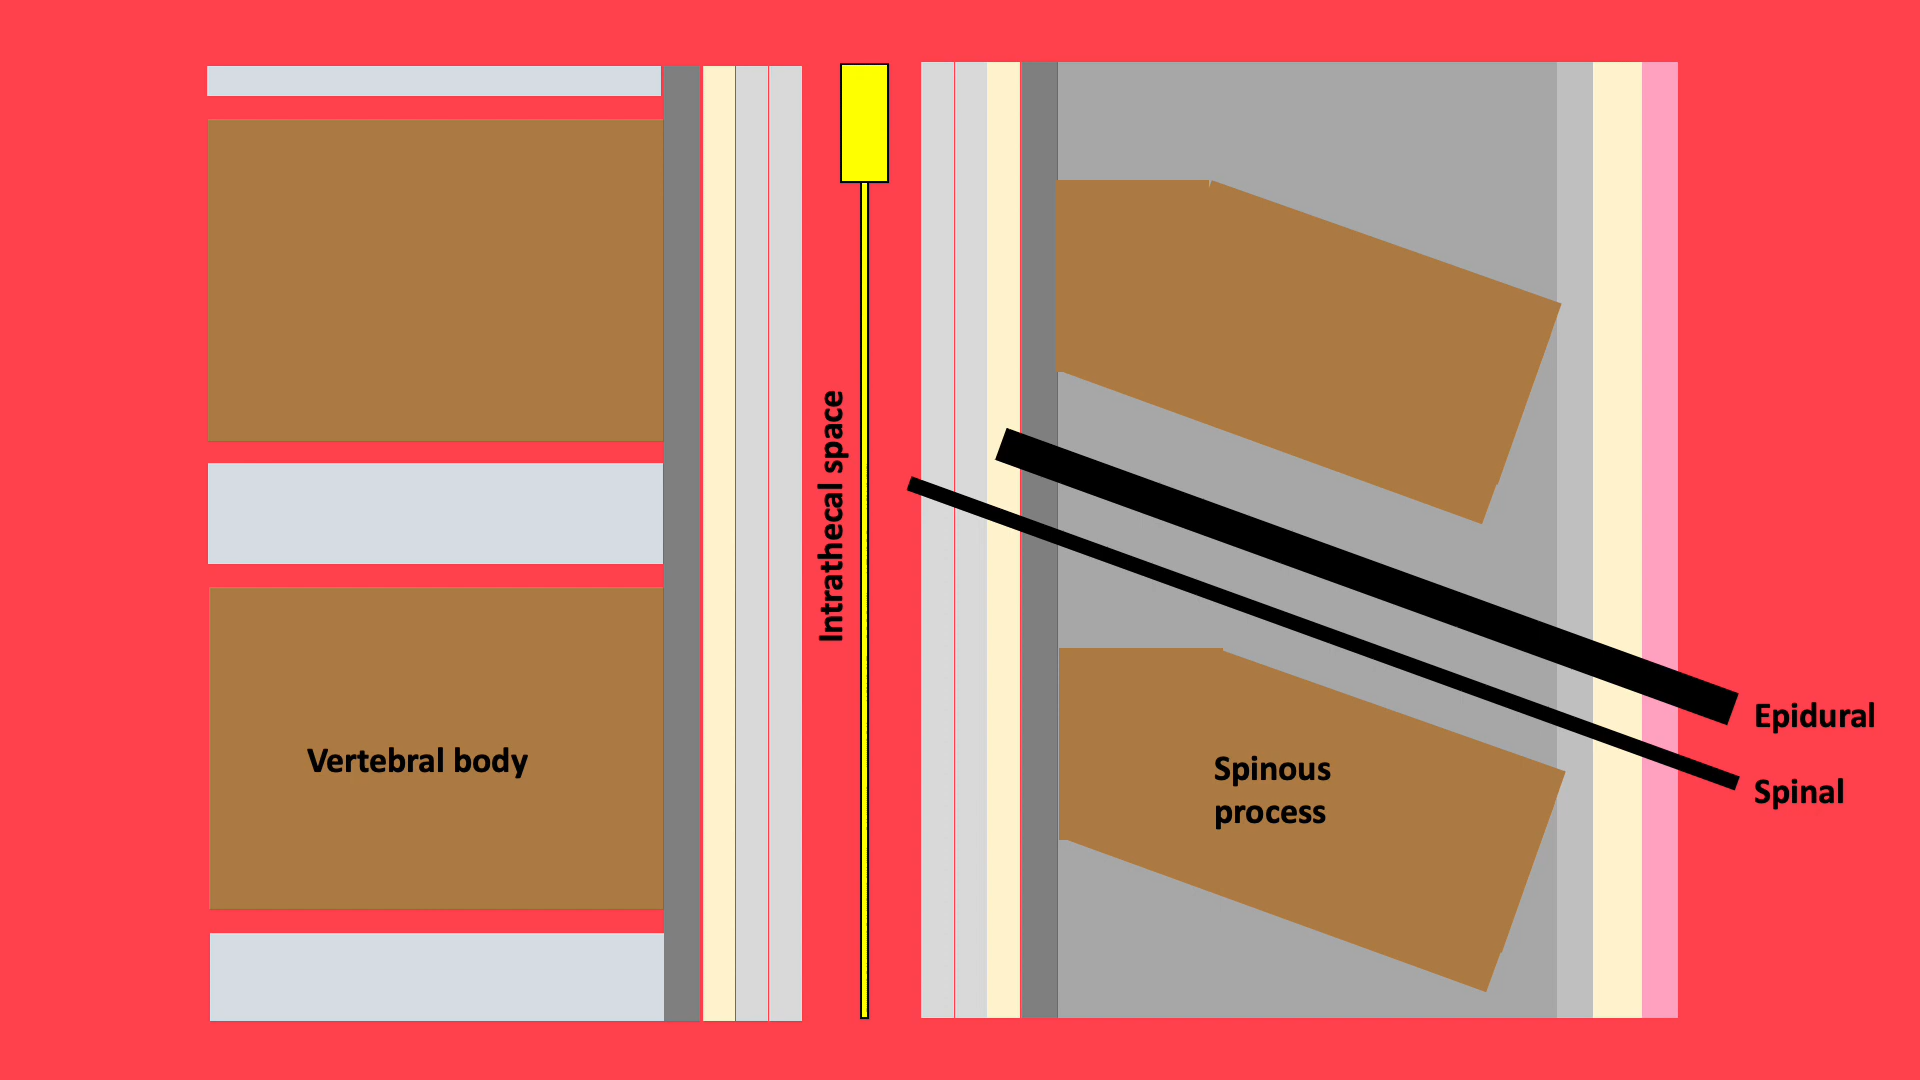 Intrathecal space
Vertebral body
Spinous
process
Epidural
Spinal